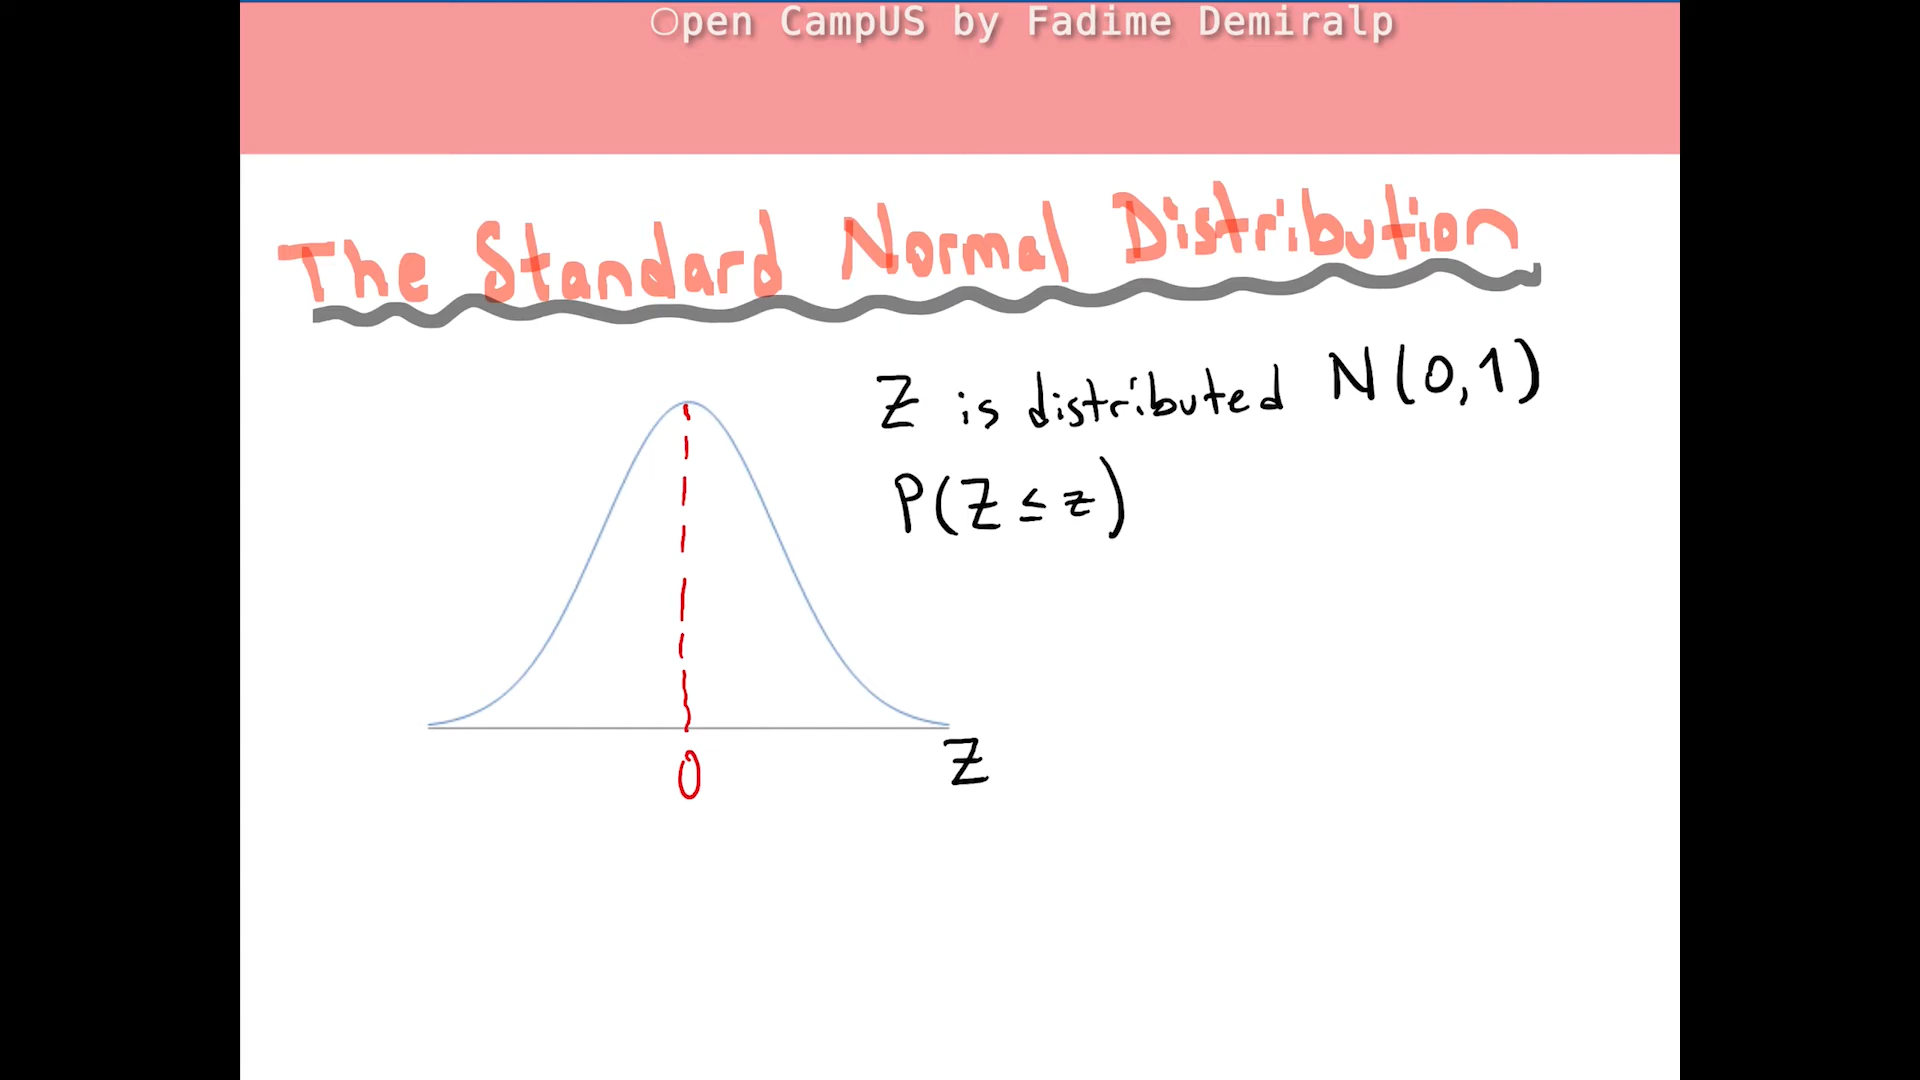 Open CampUS by Fadime Demiralp
The Standard Normal Distribution
Z is distributed N(0,1)
P(Z ≤ z)
0
Z